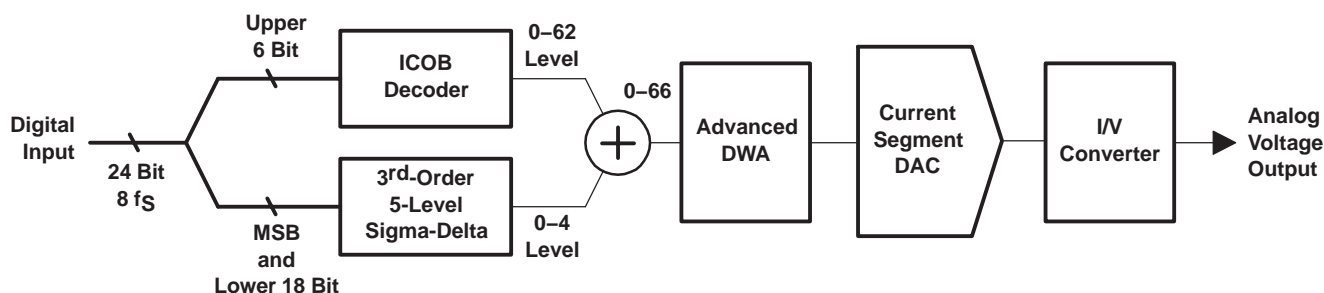 Digital
Input
24 Bit
8 fS
Upper
6 Bit
ICOB
Decoder
0–62
Level
MSB
and
Lower 18 Bit
3rd-Order
5-Level
Sigma-Delta
0–4
Level
+
0–66
Advanced
DWA
Current
Segment
DAC
I/V
Converter
Analog
Voltage
Output